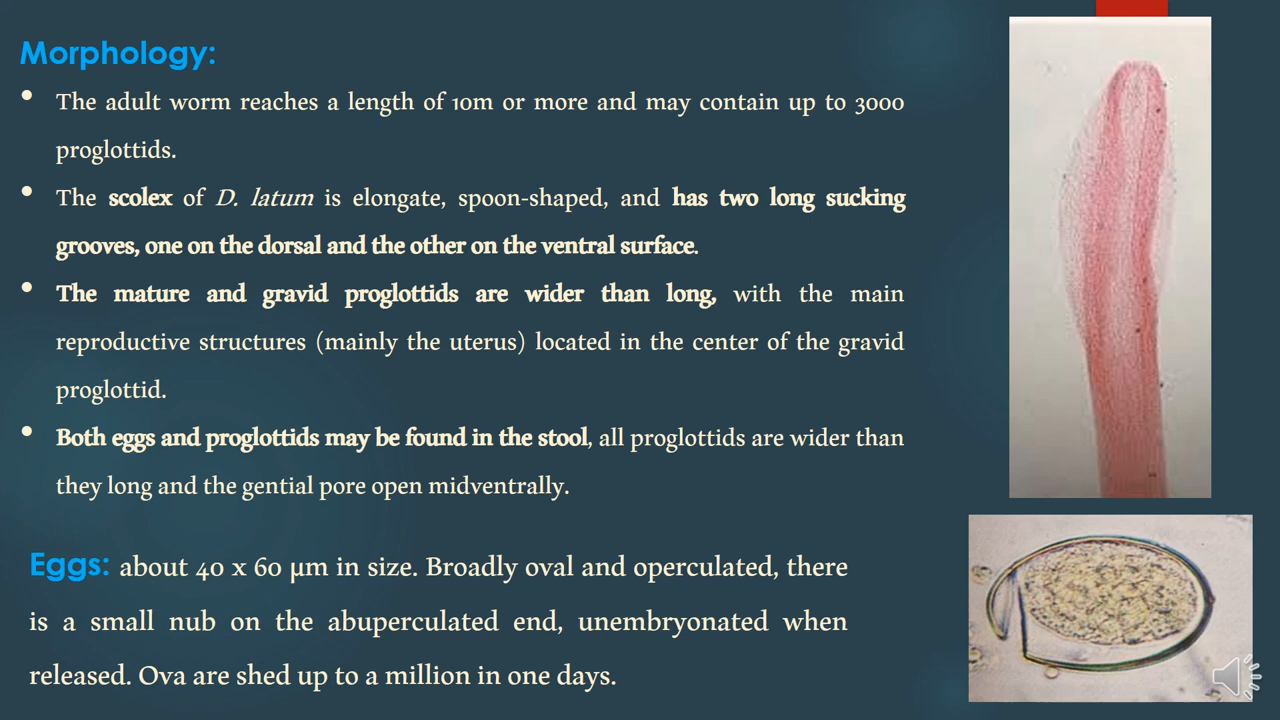 Morphology:
• The adult worm reaches a length of 10m or more and may contain up to 3000
proglottids.
• The scolex of D. latum is elongate, spoon-shaped, and has two long sucking
grooves, one on the dorsal and the other on the ventral surface.
• The mature and gravid proglottids are wider than long, with the main
reproductive structures (mainly the uterus) located in the center of the gravid
proglottid.
• Both eggs and proglottids may be found in the stool, all proglottids are wider than
they long and the gential pore open midventrally.
Eggs: about 40 x 60 µm in size. Broadly oval and operculated, there
is a small nub on the abuperculated end, unembryonated when
released. Ova are shed up to a million in one days.